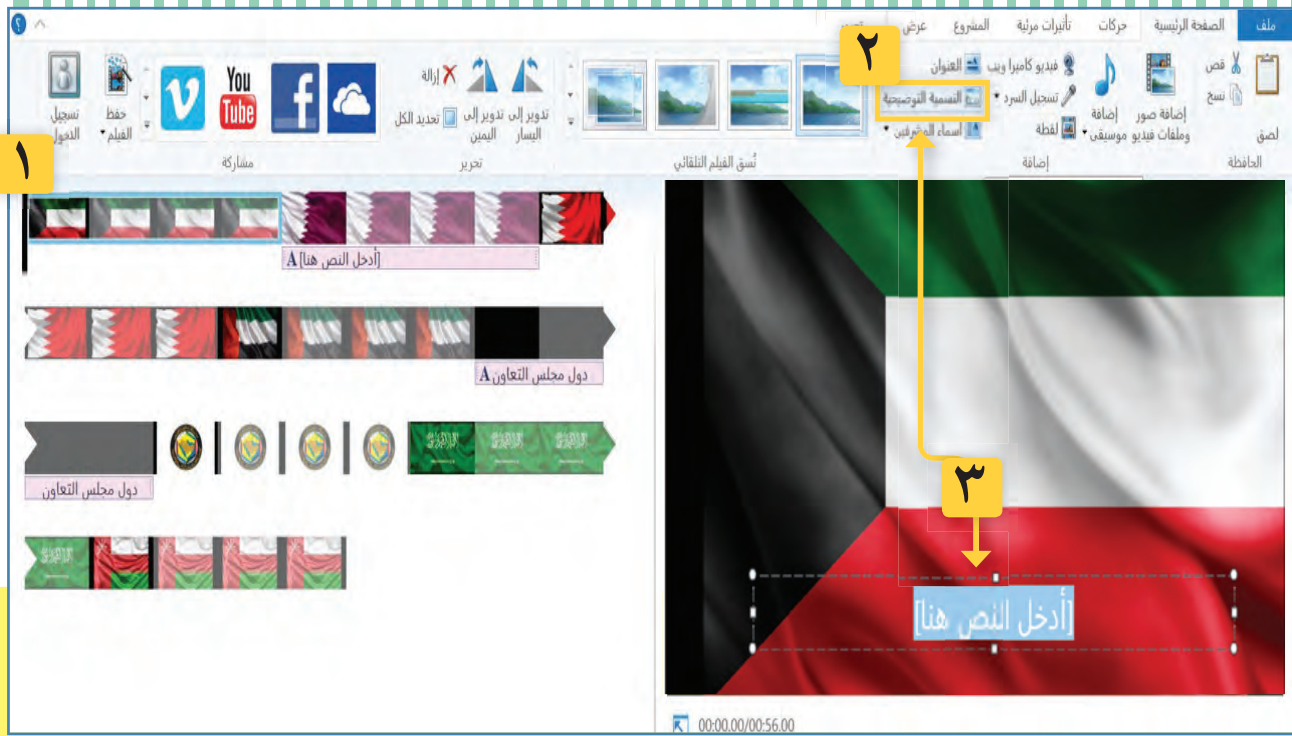 ملف الصفحة الرئيسية حركات تأثيرات مرئية المشروع عرض
؟
٢
قص
نسخ
لصق
الحافظة
إضافة صور وملفات فيديو
إضافة موسيقى
فيديو كاميرا ويب
تسجيل السرد
لقطة
العنوان
التسمية التوضيحية
أسماء المشرفين
إضافة
نُسق الفيلم التلقائي
تدوير إلى اليسار
تدوير إلى اليمين
إزالة
تحديد الكل
تحرير
You
Tube
مشاركة
حفظ الفيلم
تسجيل الدخول
١
[أدخل النص هنا] A
دول مجلس التعاون A
دول مجلس التعاون
٣
[أدخل النص هنا]
00:00.00/00:56.00